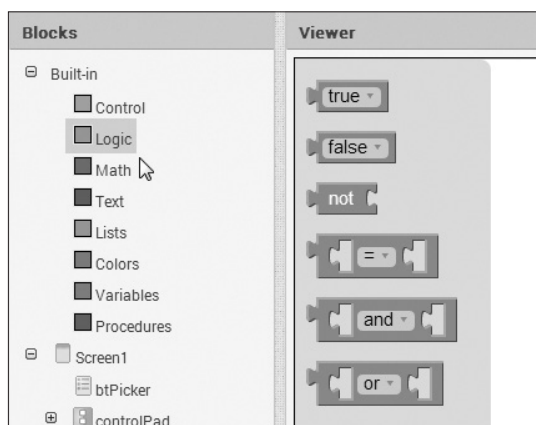 Blocks
Built-in
Control
Logic
Math
Text
Lists
Colors
Variables
Procedures
Screen1
btPicker
controlPad
Viewer
true
false
not
=
and
or